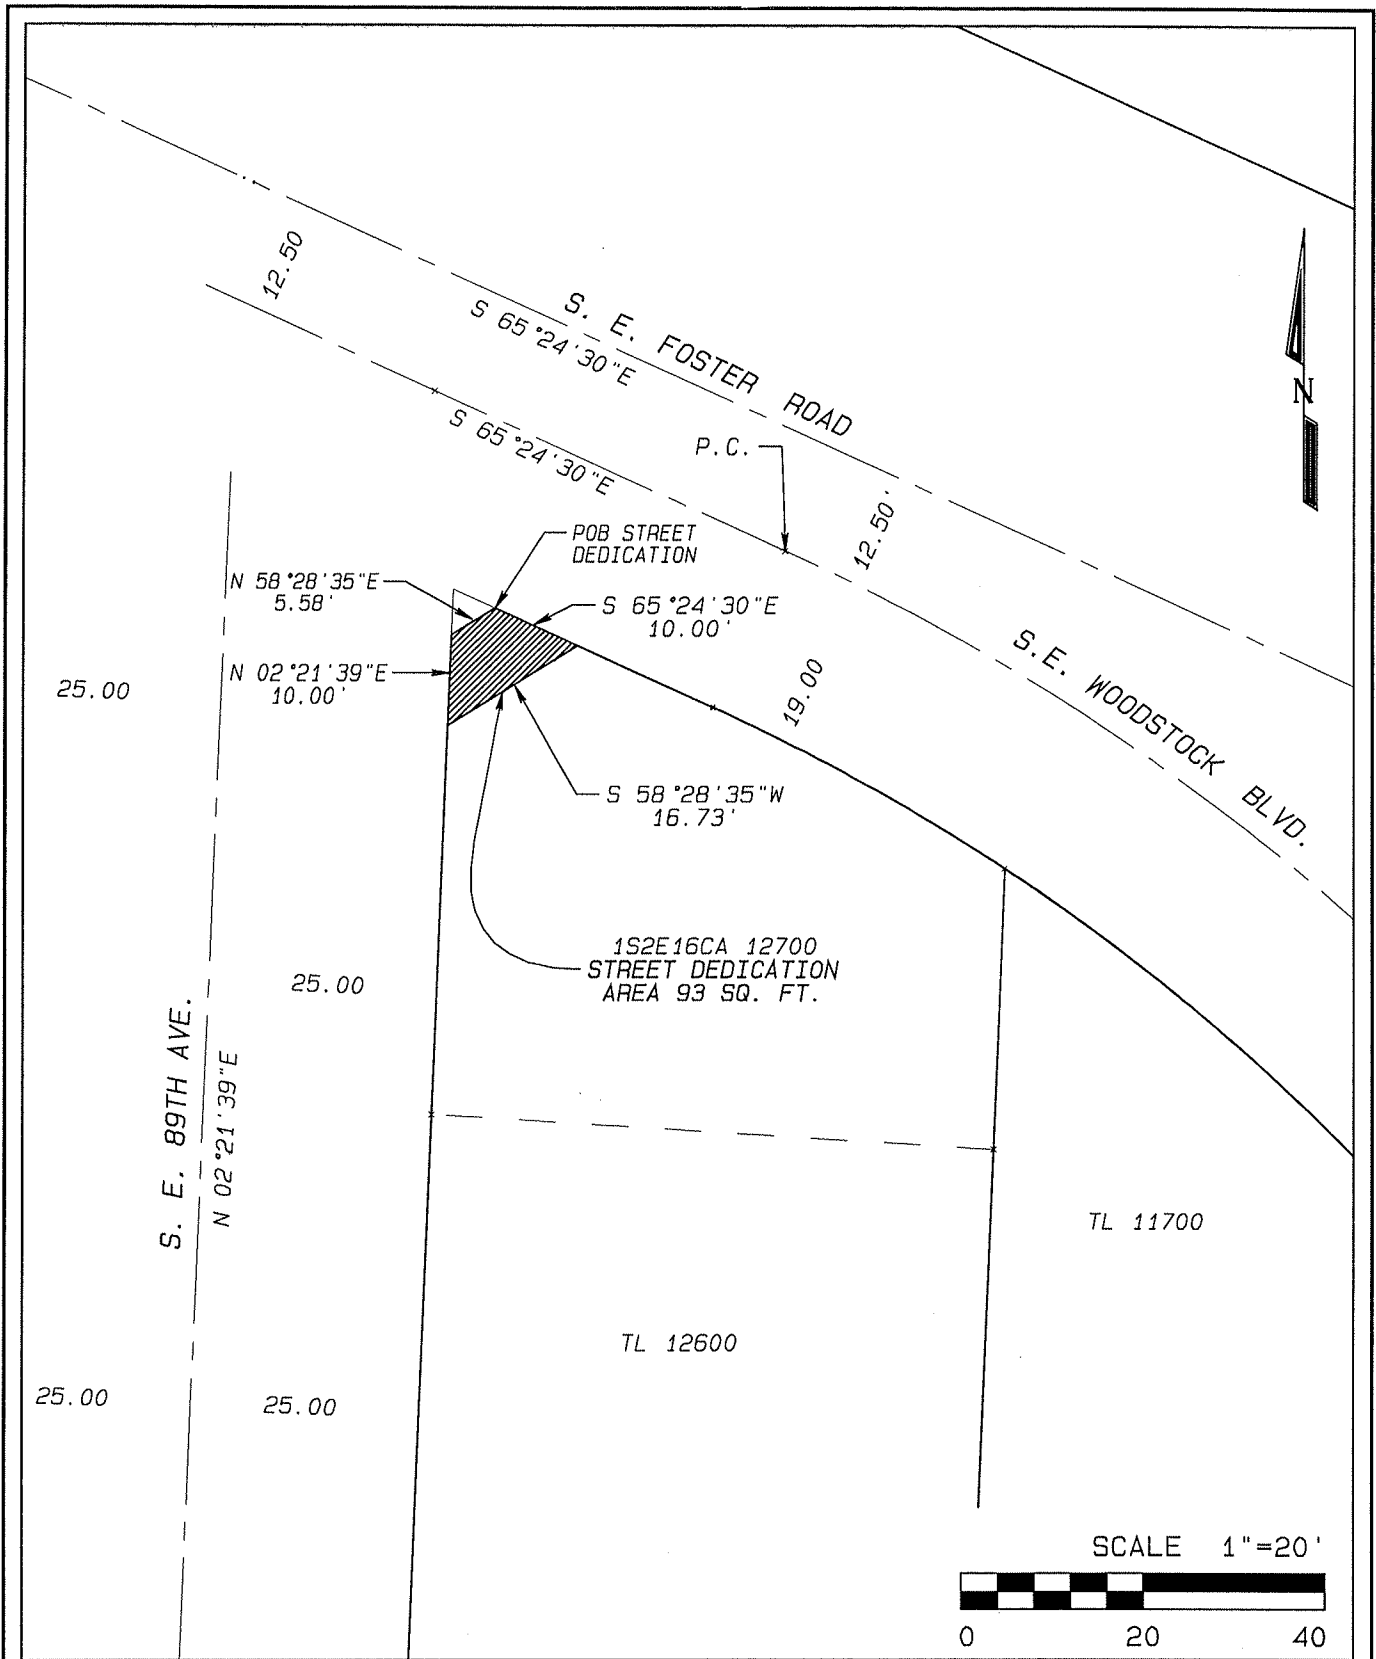 12.50
S. E. FOSTER ROAD
S 65°24'30"E
S 65°24'30"E
N
P.C.
12.50'
POB STREET
DEDICATION
N 58°28'35"E
5.58'
S 65°24'30"E
10.00'
S.E. WOODSTOCK BLVD.
N 02°21'39"E
10.00'
25.00
19.00
S 58°28'35"W
16.73'
1S2E16CA 12700
STREET DEDICATION
AREA 93 SQ. FT.
25.00
S. E. 89TH AVE.
N 02°21'39"E
TL 11700
TL 12600
25.00
25.00
SCALE 1"=20'
0 20 40